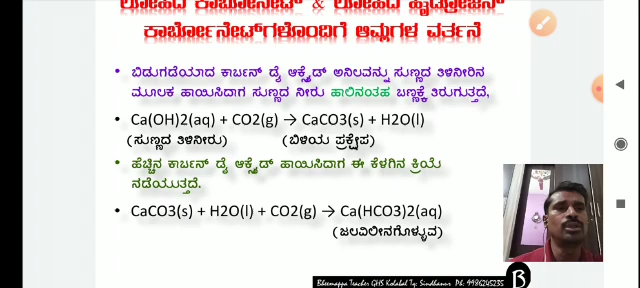 ಲೋಹದ ಕಾರ್ಬೋನೇಟ್ & ಲೋಹದ ಹೈಡ್ರೋಜನ್
ಕಾರ್ಬೋನೇಟ್‌ಗಳೊಂದಿಗೆ ಆಮ್ಲಗಳ ವರ್ತನೆ
• ಬಿಡುಗಡೆಯಾದ ಕಾರ್ಬನ್ ಡೈ ಆಕ್ಸೈಡ್ ಅನಿಲವನ್ನು ಸುಣ್ಣದ ತಿಳಿನೀರಿನ
ಮೂಲಕ ಹಾಯಿಸಿದಾಗ ಸುಣ್ಣದ ನೀರು ಹಾಲಿನಂತಹ ಬಣ್ಣಕ್ಕೆ ತಿರುಗುತ್ತದೆ,
• Ca(OH)2(aq) + CO2(g) → CaCO3(s) + H2O(l)
(ಸುಣ್ಣದ ತಿಳಿನೀರು) (ಬಿಳಿಯ ಪ್ರಕ್ಷೇಪ)
• ಹೆಚ್ಚಿನ ಕಾರ್ಬನ್ ಡೈ ಆಕ್ಸೈಡ್ ಹಾಯಿಸಿದಾಗ ಈ ಕೆಳಗಿನ ಕ್ರಿಯೆ
ನಡೆಯುತ್ತದೆ.
• CaCO3(s) + H2O(l) + CO2(g) → Ca(HCO3)2(aq)
(ಜಲವಿಲೀನಗೊಳ್ಳುವ)
Bheemappa Teacher GHS Kolabal Tq: Sindhanur Ph. 9986245235
B